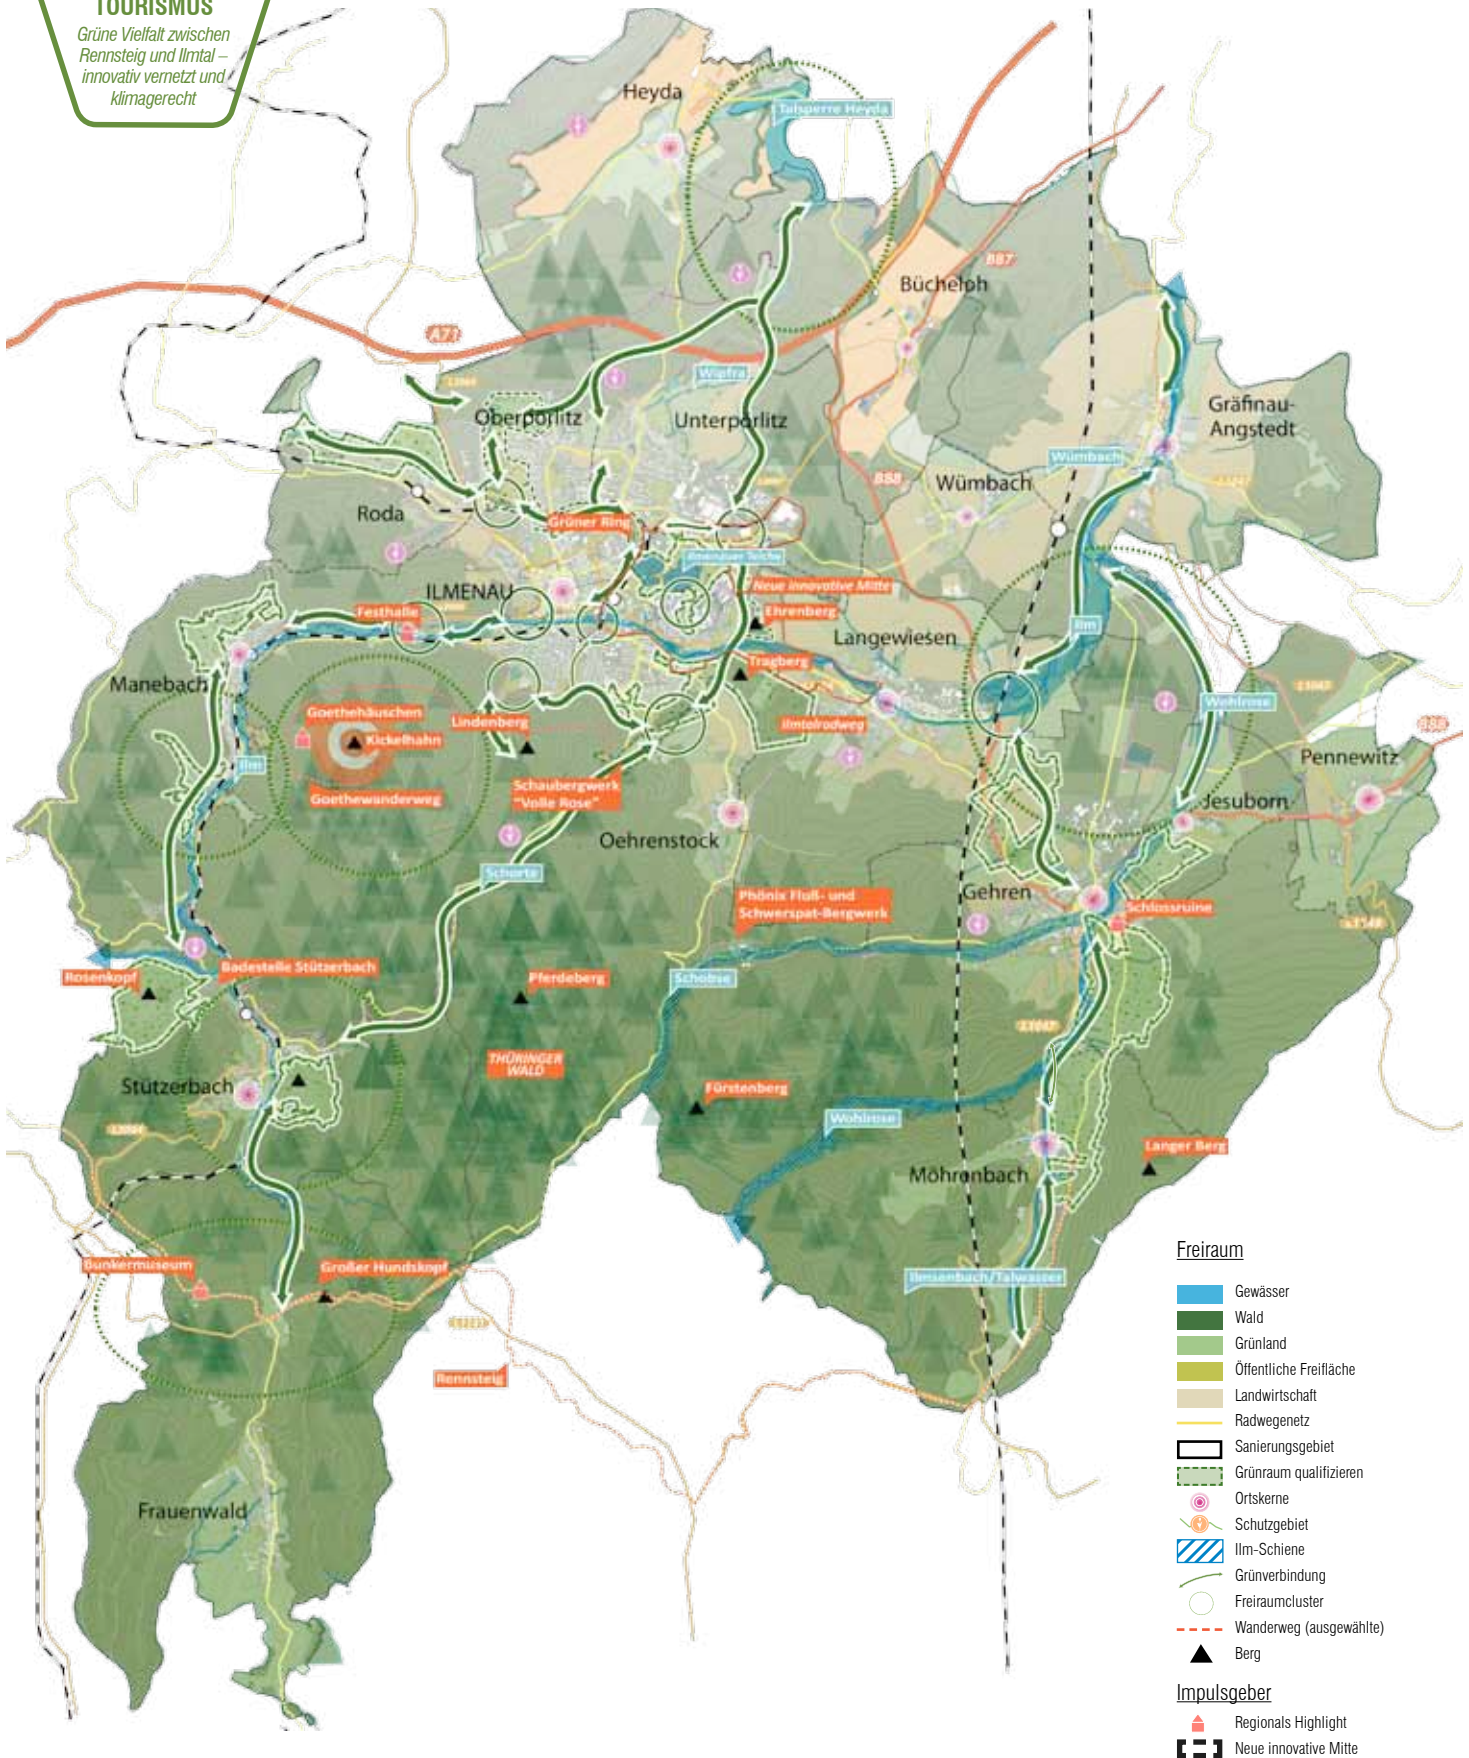 TOURISMUS
Grüne Vielfalt zwischen
Rennsteig und Ilmtal –
innovativ vernetzt und
klimagerecht
Heyda
Talsperre Heyda
B87
Bücheloh
A71
Wipfra
Oberpörlitz
Unterpörlitz
Gräfinau-
Angstedt
Wümbach
B88
Wümbach
Roda
Grüner Ring
Ilmenauer Teiche
Neue innovative Mitte
ILMENAU
Festhalle
Ehrenberg
Ilm
Langewiesen
Tragberg
Manebach
Wohlrose
Goethehäuschen
Lindenberg
Ilmtalradweg
B88
Kickelhahn
Ilm
Pennewitz
Schaubergwerk
"Volle Rose"
Goethewanderweg
Jesuborn
Oehrenstock
Schorte
Phönix Fluß- und
Schwerspat-Bergwerk
Gehren
Schlossruine
Badestelle Stützerbach
Rosenkopf
Pferdeberg
Schobse
L1047
THÜRINGER
WALD
Stützerbach
Fürstenberg
Wohlrose
Langer Berg
Möhrenbach
Bunkermuseum
Großer Hundskopf
Ilmsenbach/Talwasser
Rennsteig
Frauenwald
Freiraum
Gewässer
Wald
Grünland
Öffentliche Freifläche
Landwirtschaft
Radwegenetz
Sanierungsgebiet
Grünraum qualifizieren
Ortskerne
Schutzgebiet
Ilm-Schiene
Grünverbindung
Freiraumcluster
Wanderweg (ausgewählte)
Berg
Impulsgeber
Regionals Highlight
Neue innovative Mitte